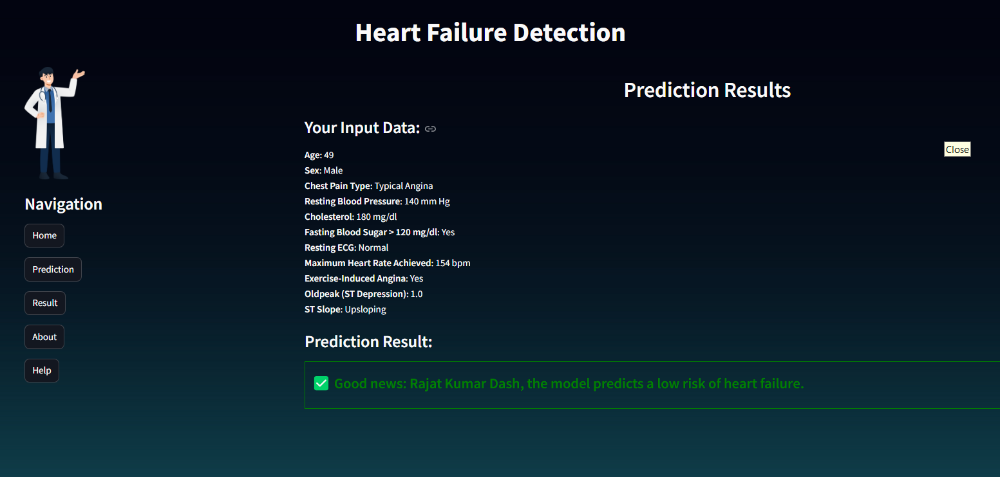 Heart Failure Detection
Prediction Results
Your Input Data:
Close
Age: 49
Sex: Male
Chest Pain Type: Typical Angina
Resting Blood Pressure: 140 mm Hg
Cholesterol: 180 mg/dl
Fasting Blood Sugar > 120 mg/dl: Yes
Resting ECG: Normal
Maximum Heart Rate Achieved: 154 bpm
Exercise-Induced Angina: Yes
Oldpeak (ST Depression): 1.0
ST Slope: Upsloping
Prediction Result:
Good news: Rajat Kumar Dash, the model predicts a low risk of heart failure.
Navigation
Home
Prediction
Result
About
Help